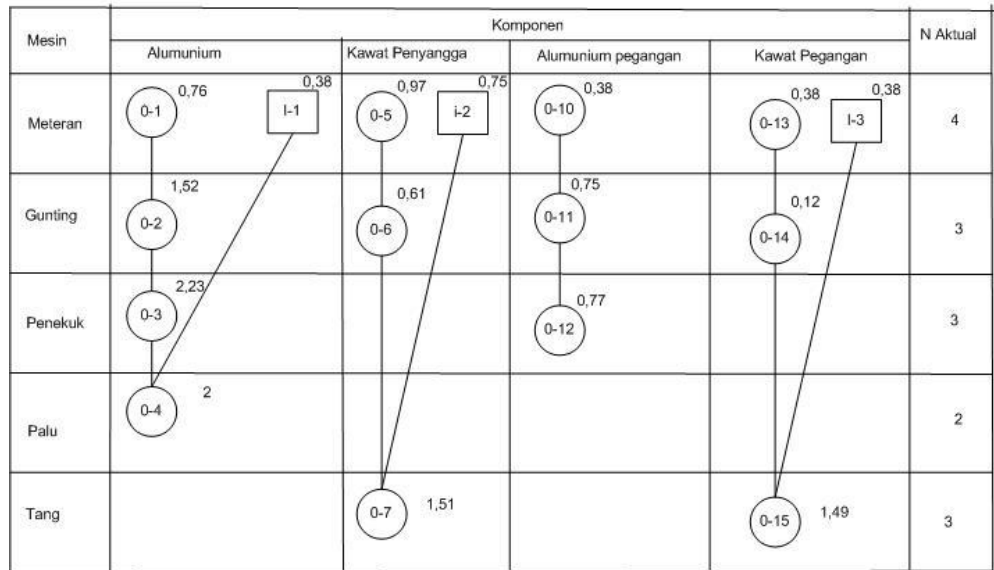 Mesin
Komponen
N Aktual
Alumunium
Kawat Penyangga
Alumunium pegangan
Kawat Pegangan
Meteran
0-1
0,76
I-1
0,38
0-5
0,97
i-2
0,75
0-10
0,38
0-13
0,38
I-3
0,38
4
Gunting
0-2
1,52
0-6
0,61
0-11
0,75
0-14
0,12
3
Penekuk
0-3
2,23
0-12
0,77
3
Palu
0-4
2
2
Tang
0-7
1,51
0-15
1,49
3